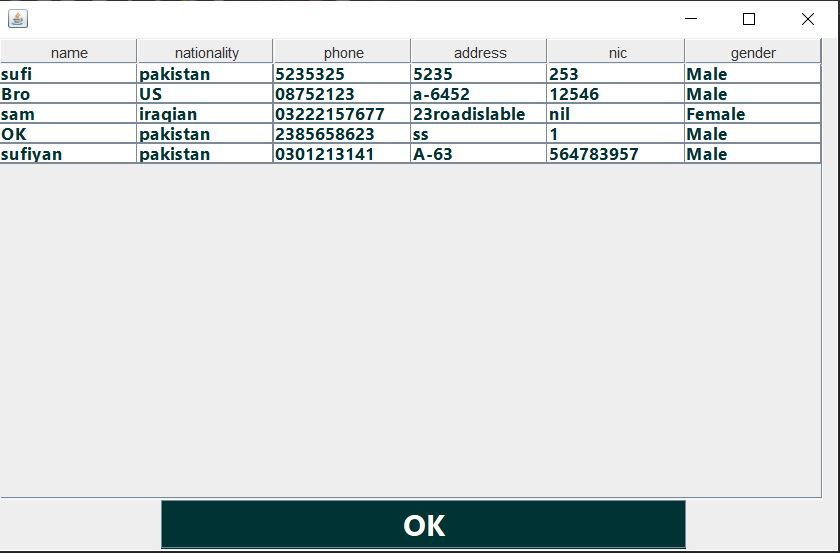 name nationality phone address nic gender
sufi pakistan 5235325 5235 253 Male
Bro US 08752123 a-6452 12546 Male
sam iraqian 03222157677 23roadislable nil Female
OK pakistan 2385658623 ss 1 Male
sufiyan pakistan 0301213141 A-63 564783957 Male
OK